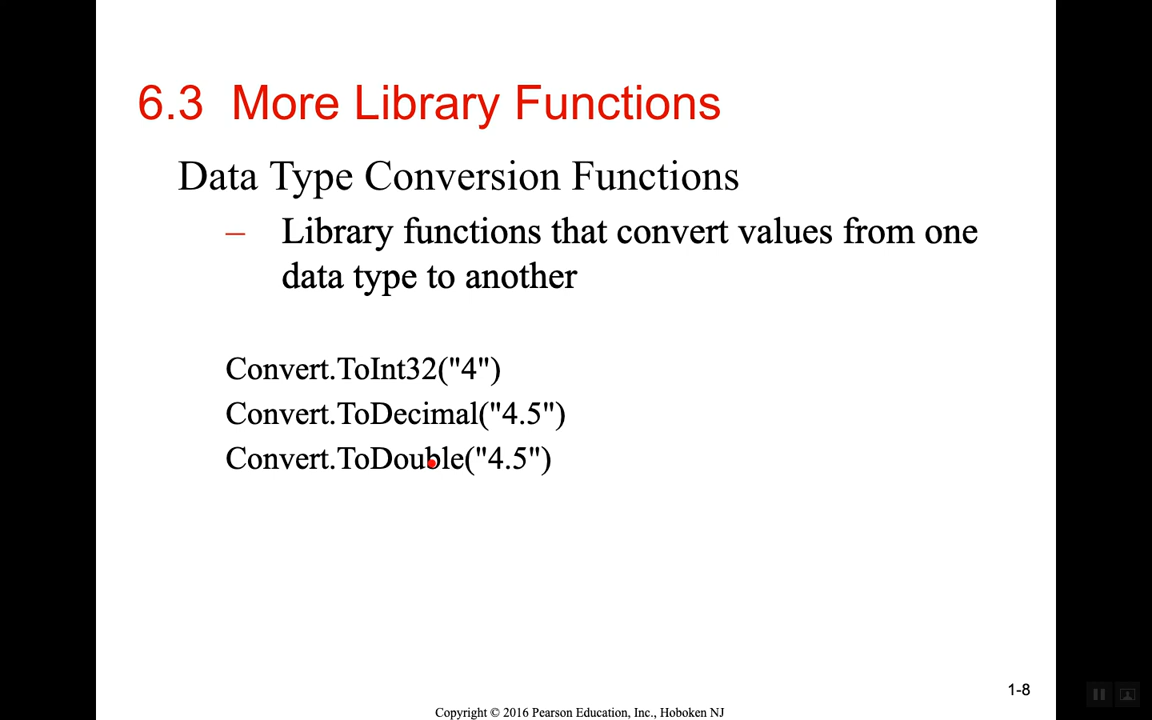 6.3 More Library Functions
Data Type Conversion Functions
– Library functions that convert values from one
data type to another
Convert.ToInt32("4")
Convert.ToDecimal("4.5")
Convert.ToDouble("4.5")
1-8
Copyright © 2016 Pearson Education, Inc., Hoboken NJ